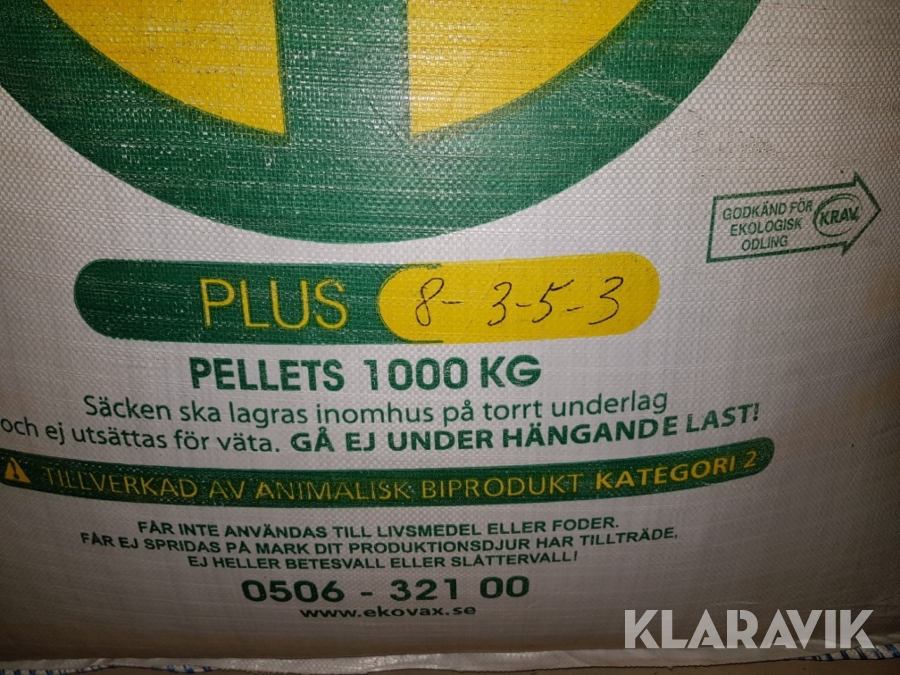 GODKÄND FÖR
EKOLOGISK
ODLING
KRAV
PLUS 8-3-5-3
PELLETS 1000 KG
Säcken ska lagras inomhus på torrt underlag
och ej utsättas för väta. GÅ EJ UNDER HÄNGANDE LAST!
TILLVERKAD AV ANIMALISK BIPRODUKT KATEGORI 2
FÅR INTE ANVÄNDAS TILL LIVSMEDEL ELLER FODER.
FÅR EJ SPRIDAS PÅ MARK DIT PRODUKTIONSDJUR HAR TILLTRÄDE,
EJ HELLER BETESVALL ELLER SLÅTTERVALL!
0506 - 321 00
www.ekovax.se
KLARAVIK